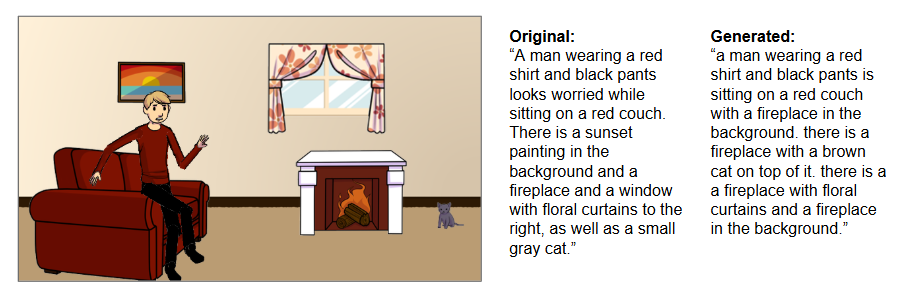 Original:
“A man wearing a red
shirt and black pants
looks worried while
sitting on a red couch.
There is a sunset
painting in the
background and a
fireplace and a window
with floral curtains to the
right, as well as a small
gray cat.”
Generated:
“a man wearing a red
shirt and black pants is
sitting on a red couch
with a fireplace in the
background. there is a
fireplace with a brown
cat on top of it. there is a
a fireplace with floral
curtains and a fireplace
in the background.”